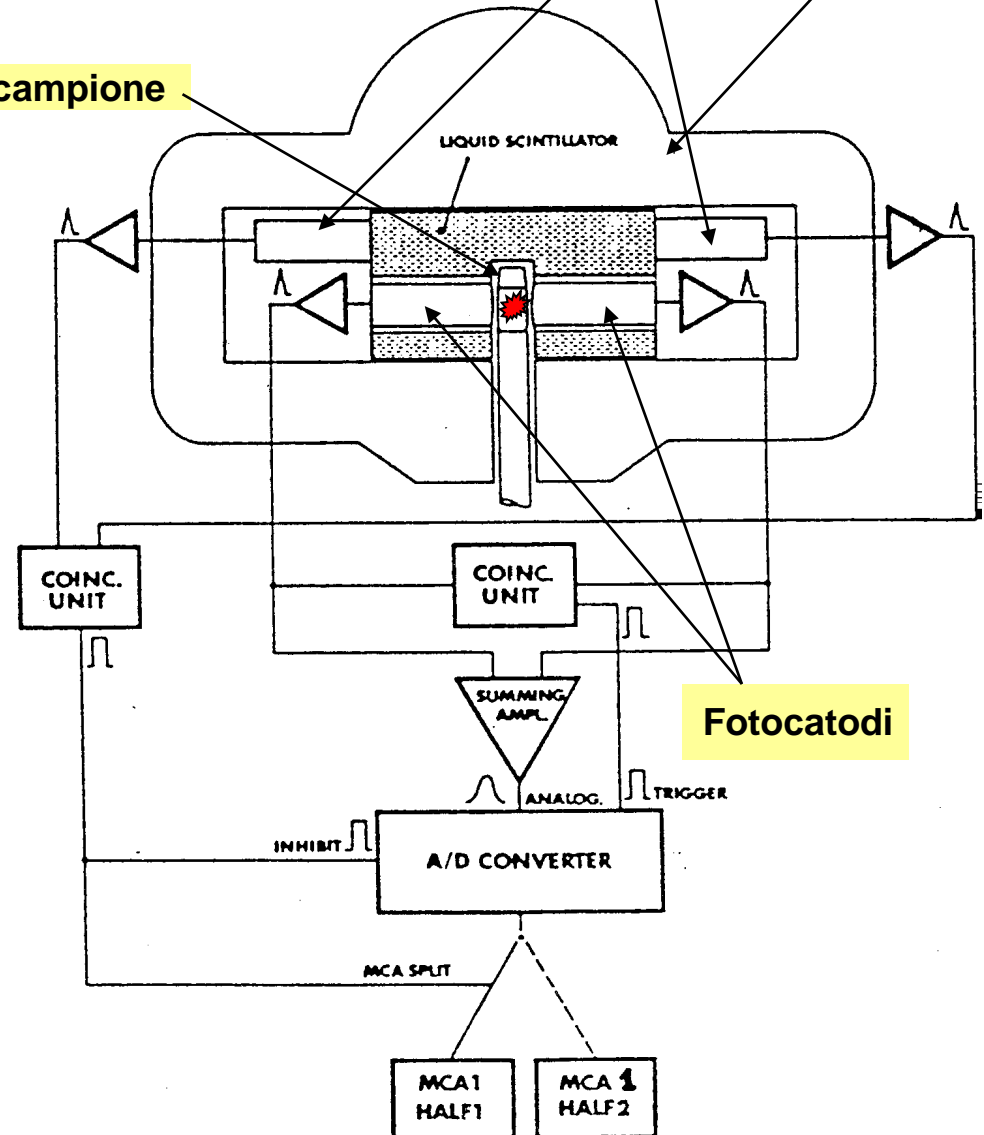 campione
LIQUID SCINTILLATOR
COINC.
UNIT
COINC.
UNIT
SUMMING
AMPL.
Fotocatodi
ANALOG.
TRIGGER
INHIBIT
A/D CONVERTER
MCA SPLIT
MCA1
HALF1
MCA 1
HALF2